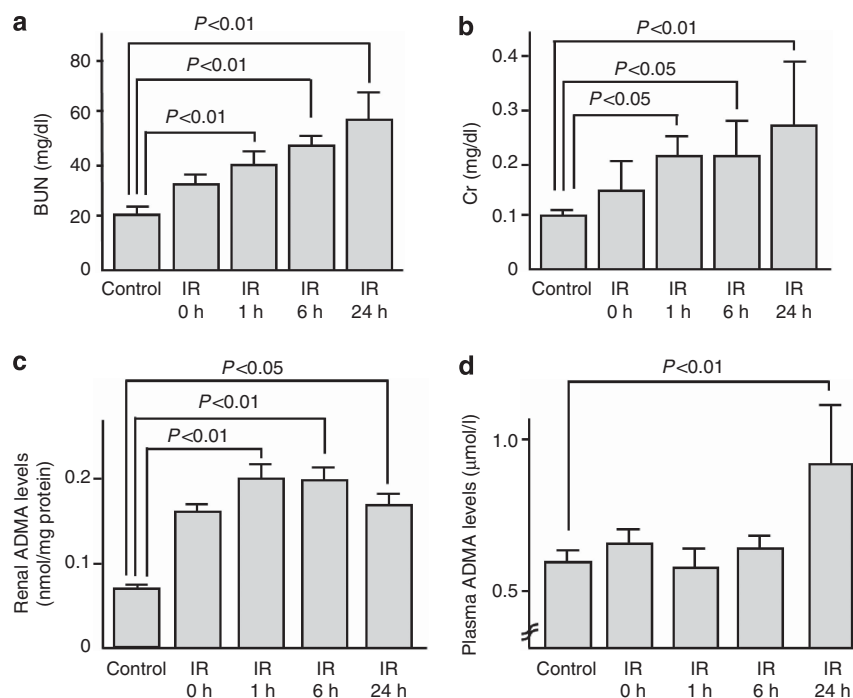 a
P<0.01
P<0.01
P<0.01
BUN (mg/dl)
80
60
40
20
0
Control IR IR IR IR
0 h 1 h 6 h 24 h
b
P<0.01
P<0.05
P<0.05
Cr (mg/dl)
0.4
0.3
0.2
0.1
0
Control IR IR IR IR
0 h 1 h 6 h 24 h
c
P<0.05
P<0.01
P<0.01
Renal ADMA levels
(nmol/mg protein)
0.2
0.1
0
Control IR IR IR IR
0 h 1 h 6 h 24 h
d
P<0.01
Plasma ADMA levels (μmol/l)
1.0
0.5
Control IR IR IR IR
0 h 1 h 6 h 24 h